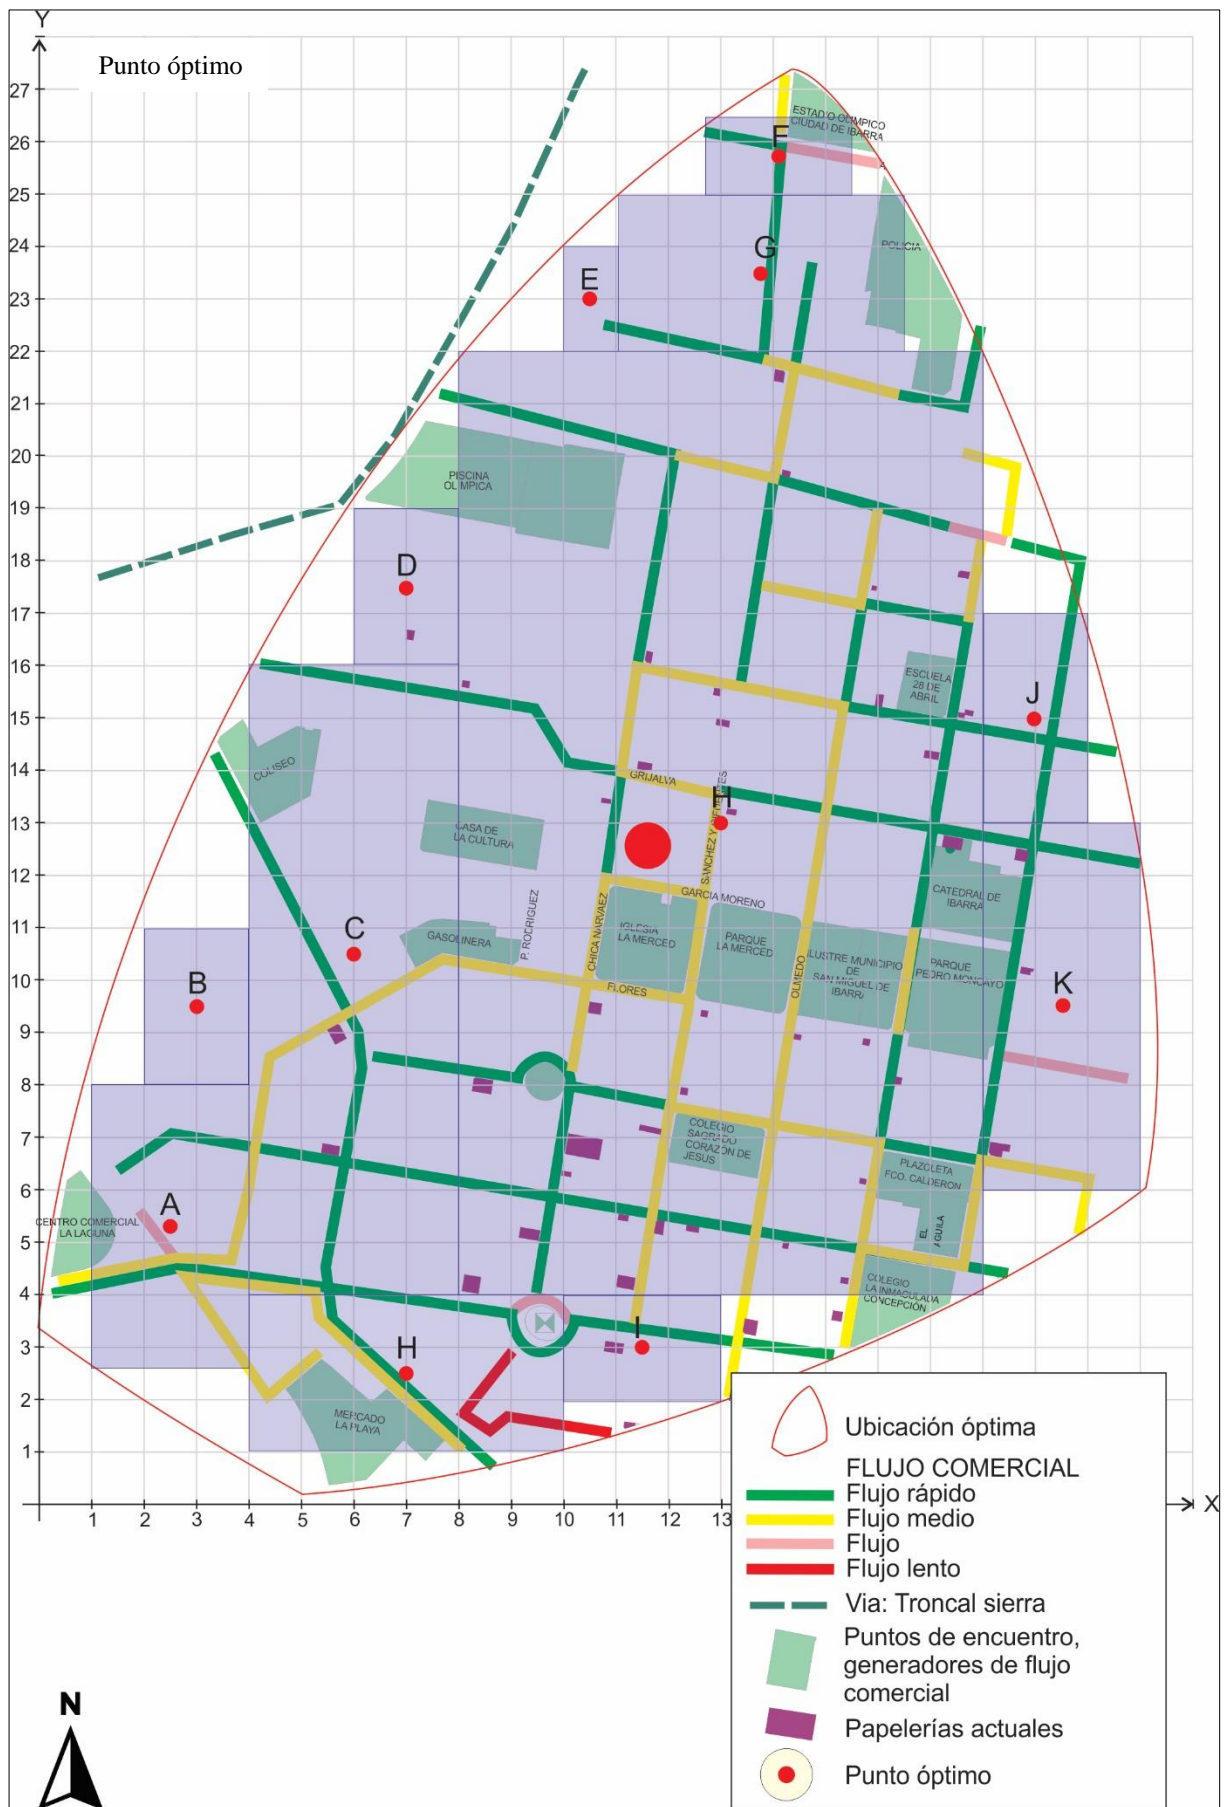 Y
Punto óptimo
27
26
25
24
23
22
21
20
19
18
17
16
15
14
13
12
11
10
9
8
7
6
5
4
3
2
1
ESTADIO OLIMPICO
CIUDAD DE IBARRA
F
A
G
POLICIA
E
PISCINA
OLIMPICA
D
ESCUELA
28 DE
ABRIL
J
COLISEO
GRIJALVA
H
SANCHEZ Y CIFUENTES
CASA DE
LA CULTURA
GARCIA MORENO
CATEDRAL DE
IBARRA
C
GASOLINERA
P. RODRIGUEZ
CHICA NARVAEZ
IGLESIA
LA MERCED
PARQUE
LA MERCED
OLMEDO
ILUSTRE MUNICIPIO
DE
SAN MIGUEL DE
IBARRA
PARQUE
PEDRO MONCAYO
B
FLORES
K
COLEGIO
SAGRADO
CORAZON DE
JESUS
PLAZOLETA
FCO. CALDERON
EL
AGUILA
A
CENTRO COMERCIAL
LA LAGUNA
COLEGIO
LA INMACULADA
CONCEPCIÓN
H
I
MERCADO
LA PLAYA
1 2 3 4 5 6 7 8 9 10 11 12 13
X
Ubicación óptima
FLUJO COMERCIAL
Flujo rápido
Flujo medio
Flujo
Flujo lento
Via: Troncal sierra
Puntos de encuentro,
generadores de flujo
comercial
Papelerías actuales
Punto óptimo
N